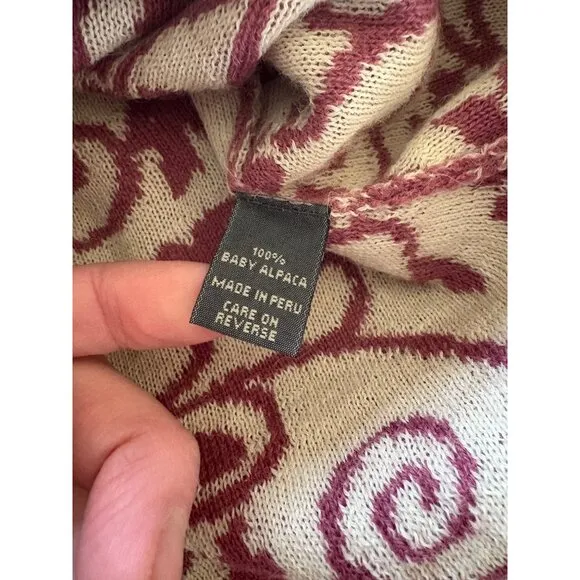 100%
BABY ALPACA
MADE IN PERU
CARE ON
REVERSE